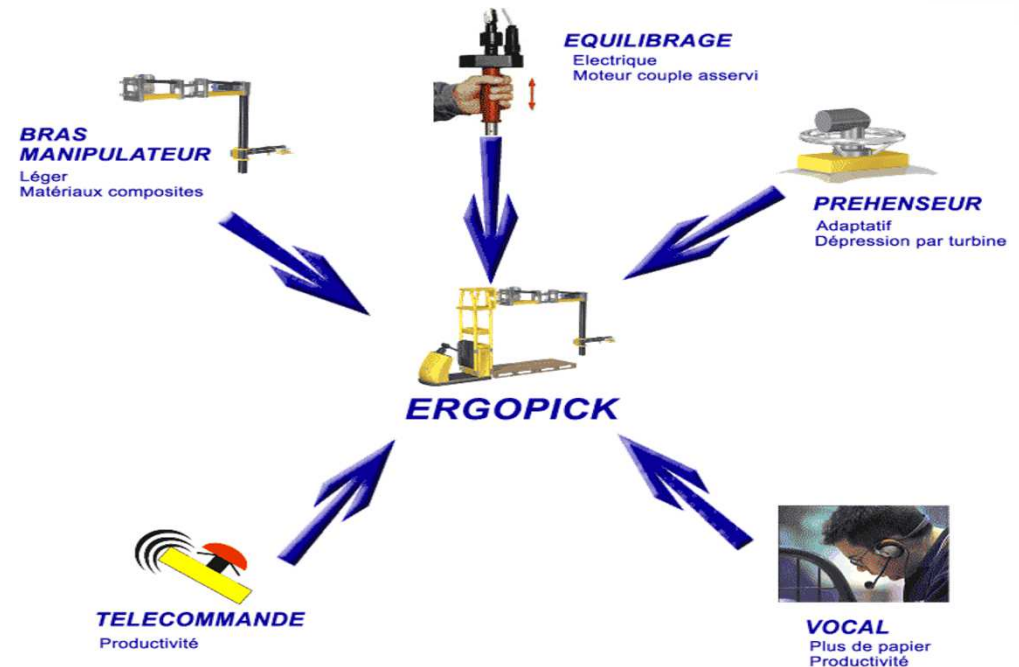 EQUILIBRAGE
Electrique
Moteur couple asservi
BRAS
MANIPULATEUR
Léger
Matériaux composites
PREHENSEUR
Adaptatif
Dépression par turbine
ERGOPICK
TELECOMMANDE
Productivité
VOCAL
Plus de papier
Productivité